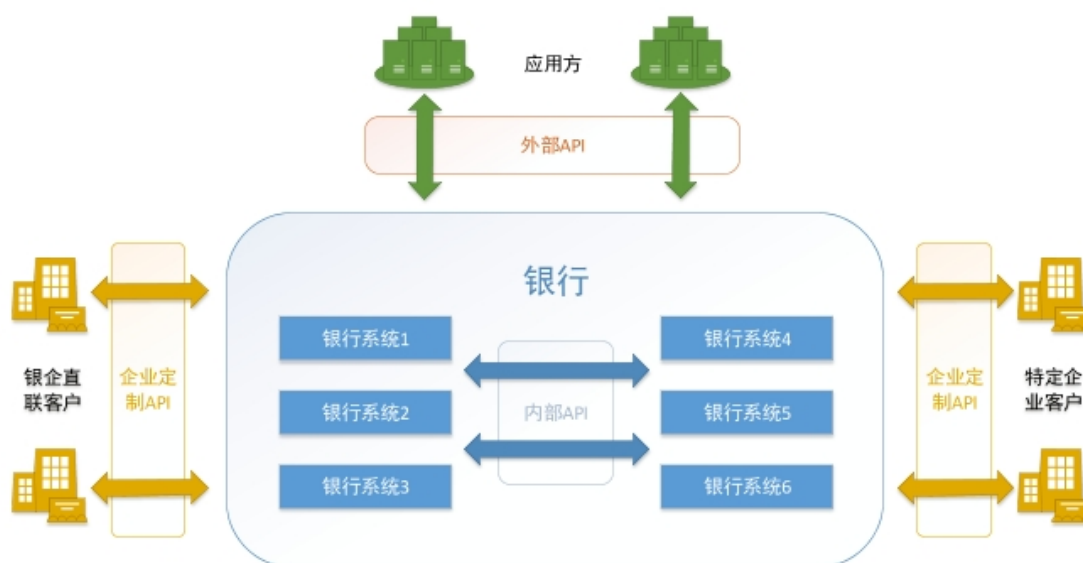 应用方
外部API
银行
银行系统1
银行系统4
银企直
联客户
企业定
制API
银行系统2
内部API
银行系统5
企业定
制API
特定企
业客户
银行系统3
银行系统6